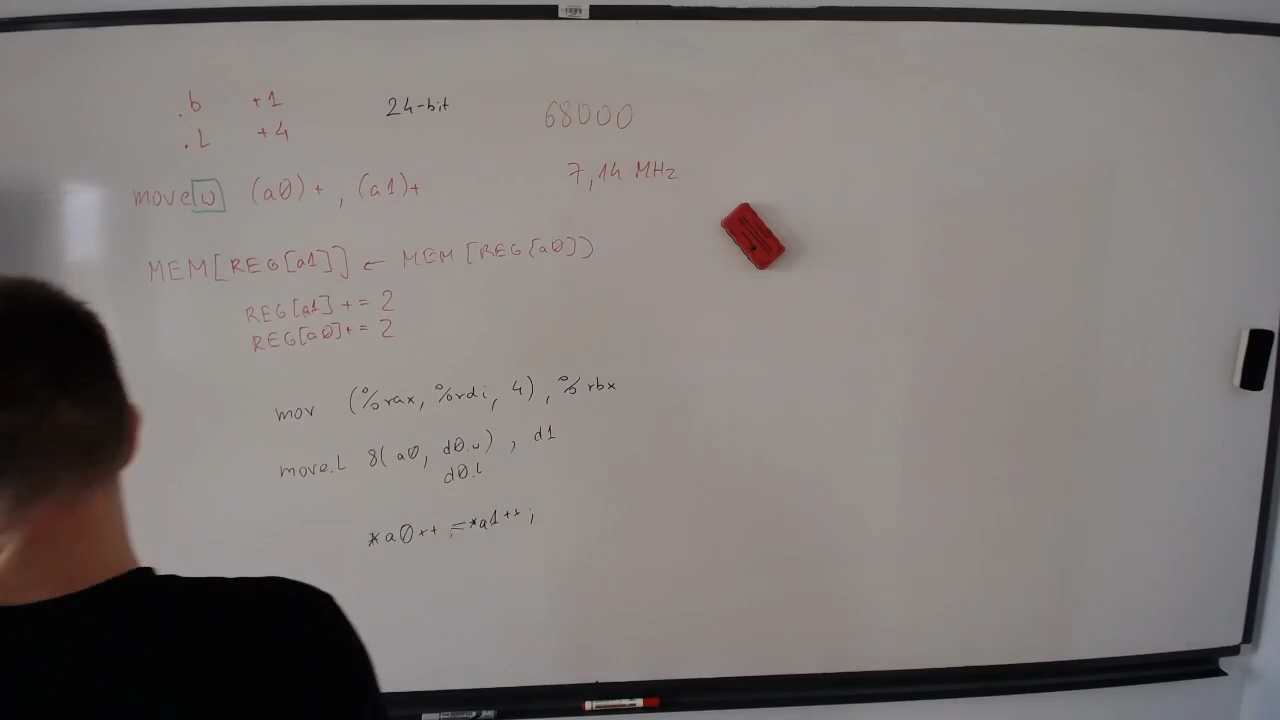 .b +1 24-bit 68000
.L +4
7,14 MHz
move w (a0)+ , (a1)+
MEM[REG[a1]] ← MEM[REG[a0]]
REG[a1] += 2
REG[a0] += 2
mov (%rax, %rdi, 4), %rbx
move.L 8(a0, d0.w), d1
d0.L
*a0++ = *a1++;